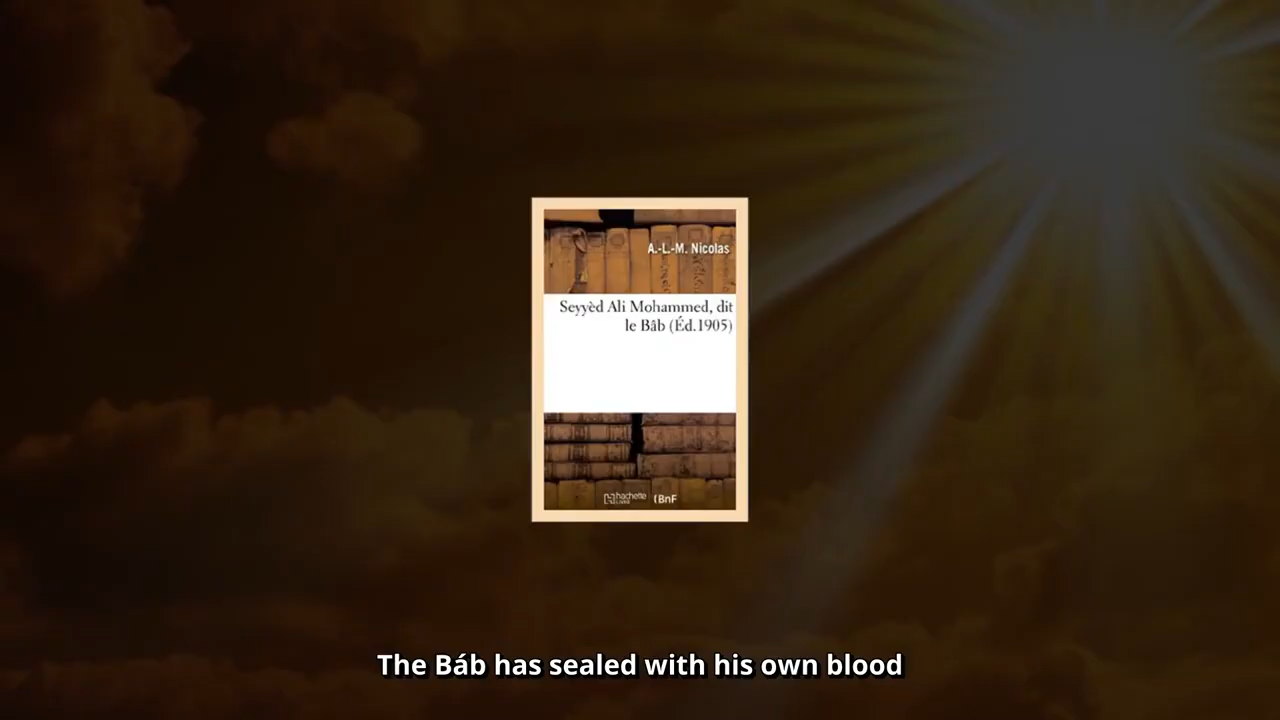 A.-L.-M. Nicolas
Seyyèd Ali Mohammed, dit
le Bâb (Éd.1905)
hachette
LIVRE
(BnF
The Báb has sealed with his own blood